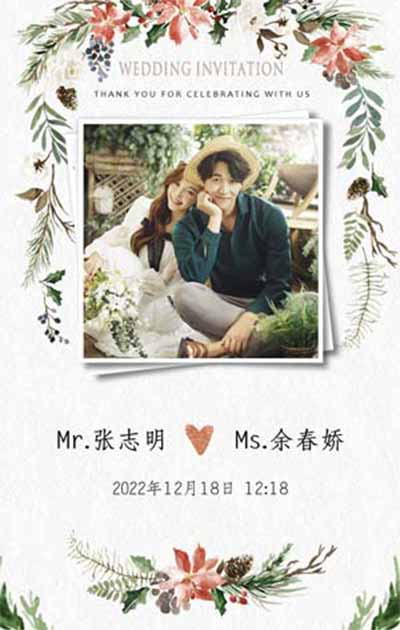 WEDDING INVITATION
THANK YOU FOR CELEBRATING WITH US
Mr.张志明 Ms.余春娇
2022年12月18日 12:18